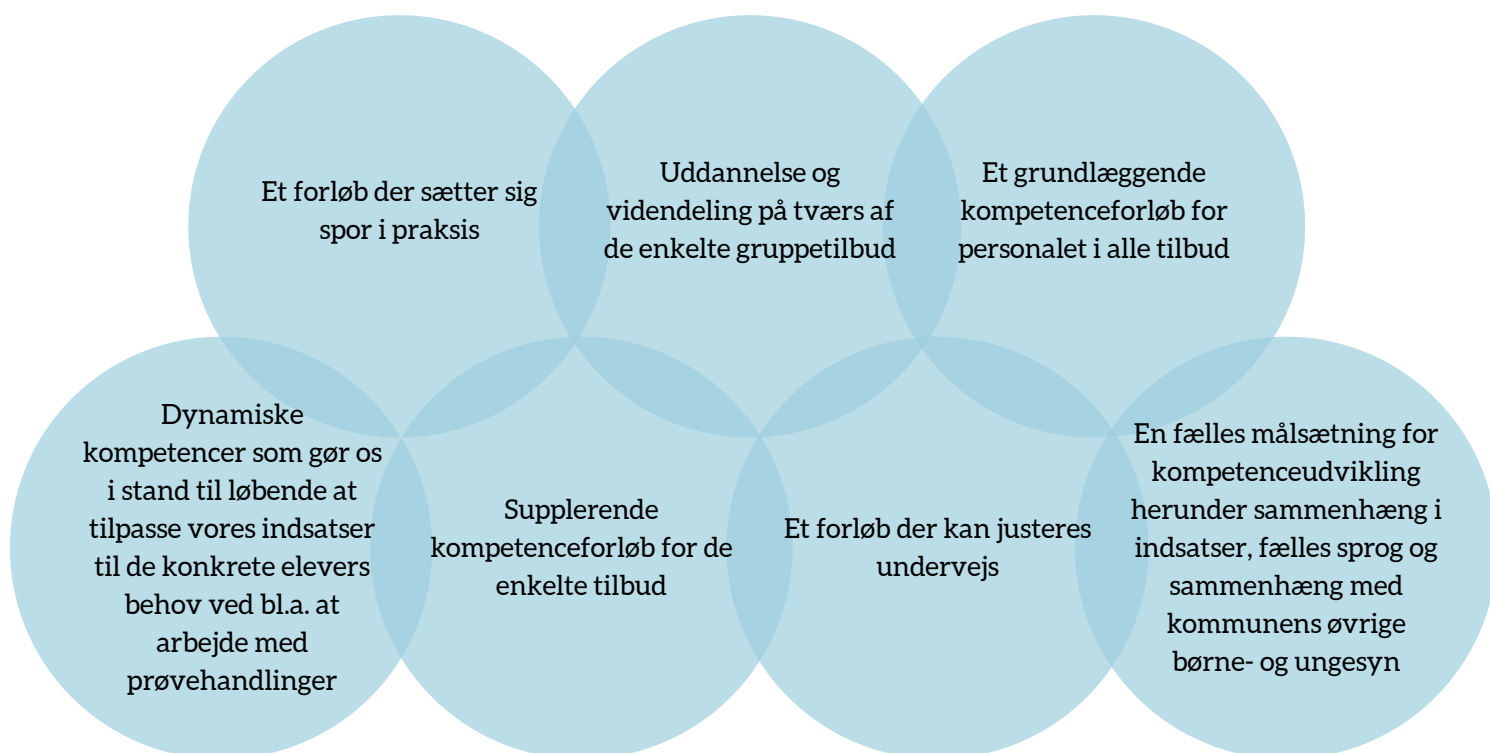 Et forløb der sætter sig
spor i praksis
Uddannelse og
videndeling på tværs af
de enkelte gruppetilbud
Et grundlæggende
kompetenceforløb for
personalet i alle tilbud
Dynamiske
kompetencer som gør os
i stand til løbende at
tilpasse vores indsatser
til de konkrete elevers
behov ved bl.a. at
arbejde med
prøvehandlinger
Supplerende
kompetenceforløb for de
enkelte tilbud
Et forløb der kan justeres
undervejs
En fælles målsætning for
kompetenceudvikling
herunder sammenhæng i
indsatser, fælles sprog og
sammenhæng med
kommunens øvrige
børne- og ungesyn